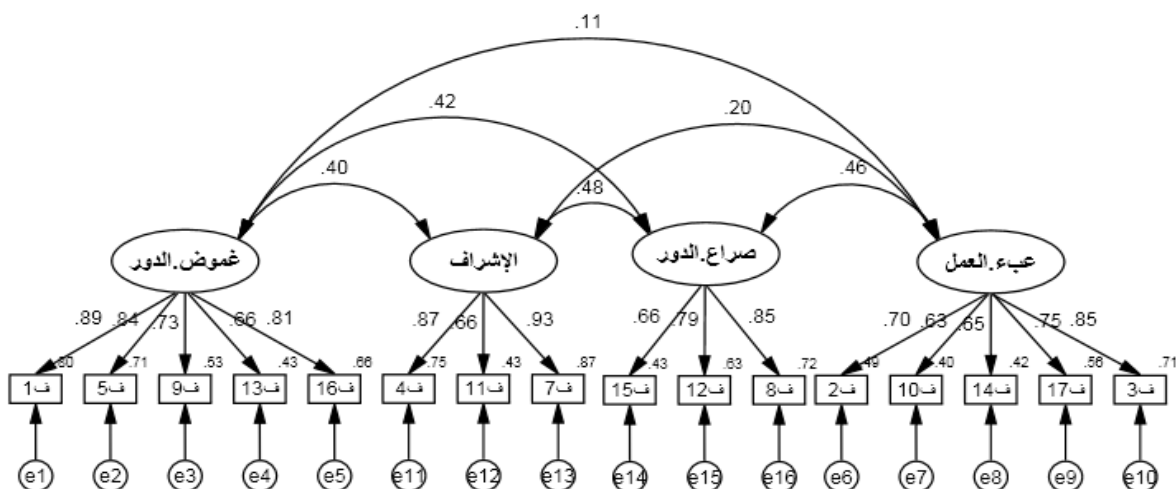 .11
.42 .20
.40 .48 .46
غموض.الدور الإشراف صراع.الدور عبء.العمل
.89 .84 .73 .66 .81 .87 .66 .93 .66 .79 .85 .70 .63 .65 .75 .85
.80 .71 .53 .43 .66 .75 .43 .87 .43 .63 .72 .49 .40 .42 .56 .71
ف1 ف5 ف9 ف13 ف16 ف4 ف11 ف7 ف15 ف12 ف8 ف2 ف10 ف14 ف17 ف3
e1 e2 e3 e4 e5 e11 e12 e13 e14 e15 e16 e6 e7 e8 e9 e10